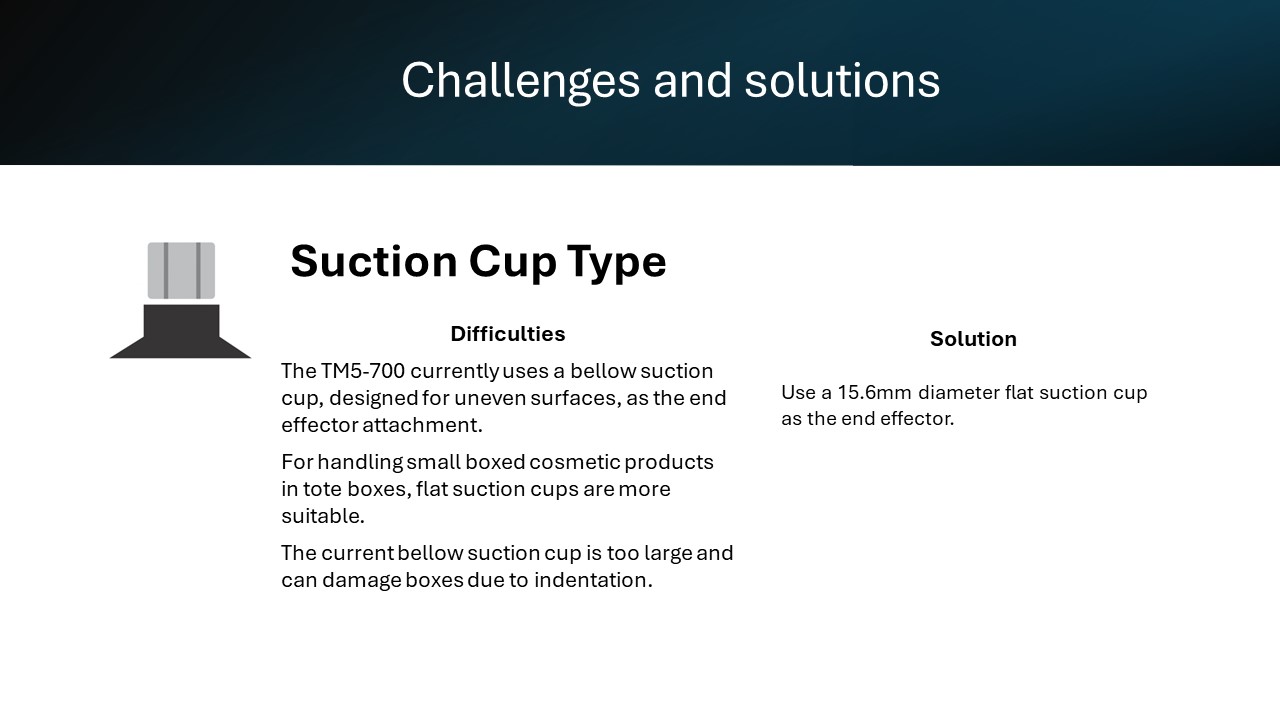 Challenges and solutions
Suction Cup Type
Difficulties
The TM5-700 currently uses a bellow suction
cup, designed for uneven surfaces, as the end
effector attachment.
For handling small boxed cosmetic products
in tote boxes, flat suction cups are more
suitable.
The current bellow suction cup is too large and
can damage boxes due to indentation.
Solution
Use a 15.6mm diameter flat suction cup
as the end effector.